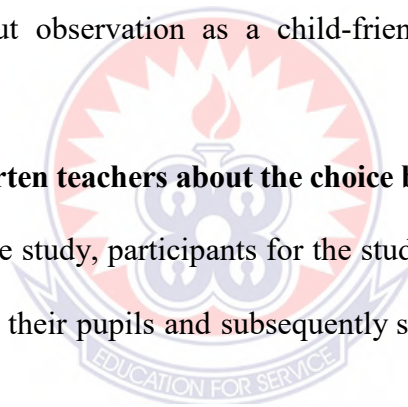 ut observation as a child-frien
rten teachers about the choice b
e study, participants for the stud
their pupils and subsequently s
EDUCATION FOR SERVICE